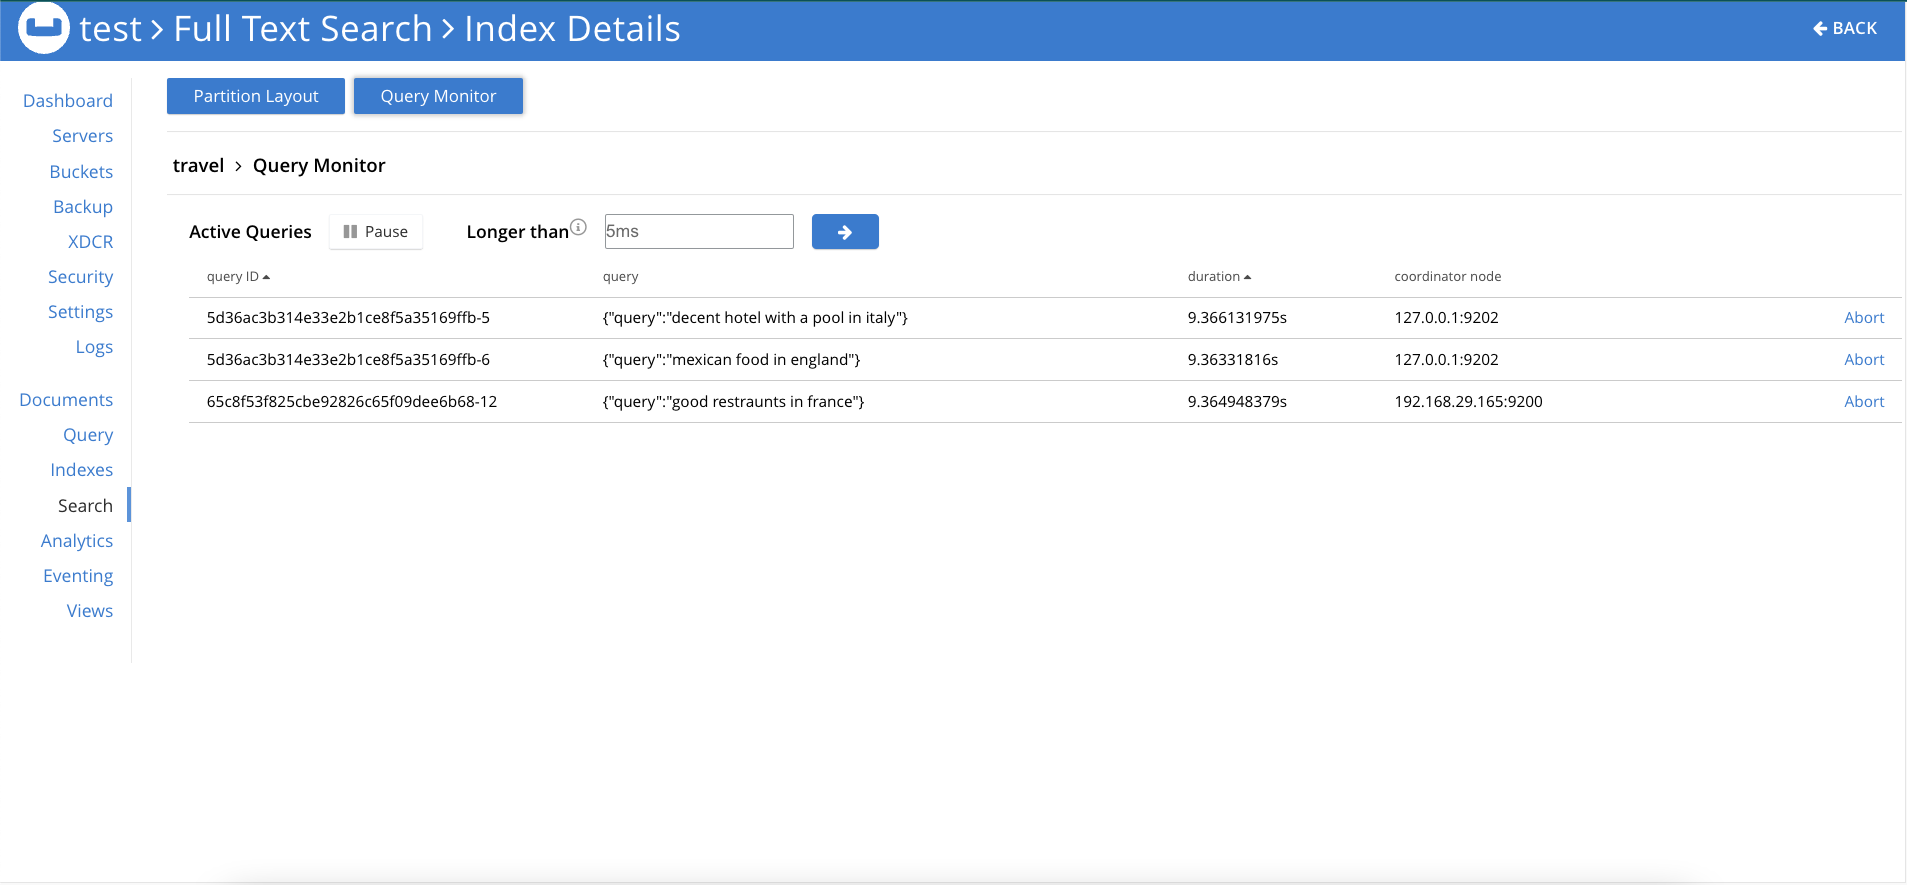 test > Full Text Search > Index Details
BACK
Dashboard
Servers
Buckets
Backup
XDCR
Security
Settings
Logs
Documents
Query
Indexes
Search
Analytics
Eventing
Views
Partition Layout
Query Monitor
travel > Query Monitor
Active Queries Pause Longer than 5ms
query ID query duration coordinator node
5d36ac3b314e33e2b1ce8f5a35169ffb-5 {"query":"decent hotel with a pool in italy"} 9.366131975s 127.0.0.1:9202 Abort
5d36ac3b314e33e2b1ce8f5a35169ffb-6 {"query":"mexican food in england"} 9.36331816s 127.0.0.1:9202 Abort
65c8f53f825cbe92826c65f09dee6b68-12 {"query":"good restraunts in france"} 9.364948379s 192.168.29.165:9200 Abort